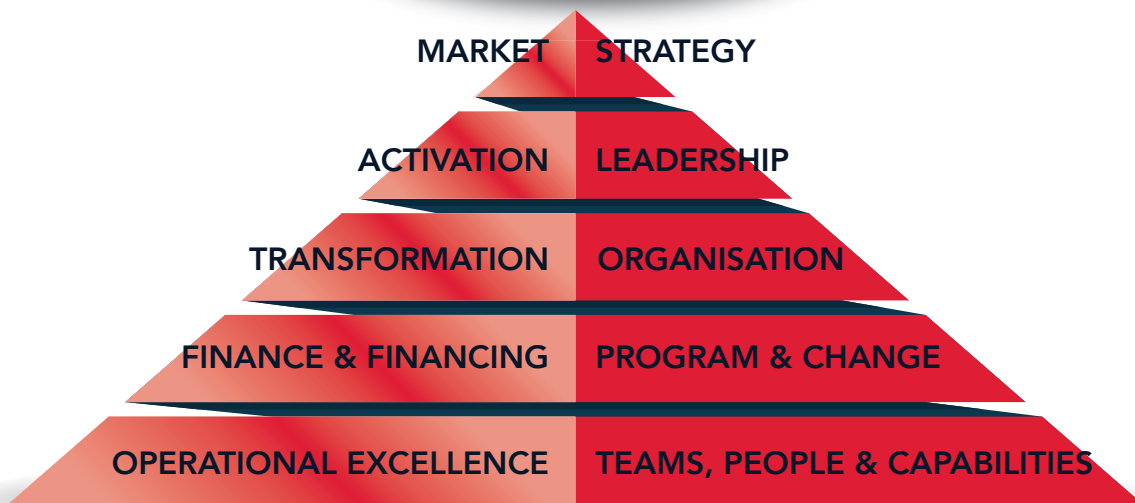 MARKET STRATEGY
ACTIVATION LEADERSHIP
TRANSFORMATION ORGANISATION
FINANCE & FINANCING PROGRAM & CHANGE
OPERATIONAL EXCELLENCE TEAMS, PEOPLE & CAPABILITIES